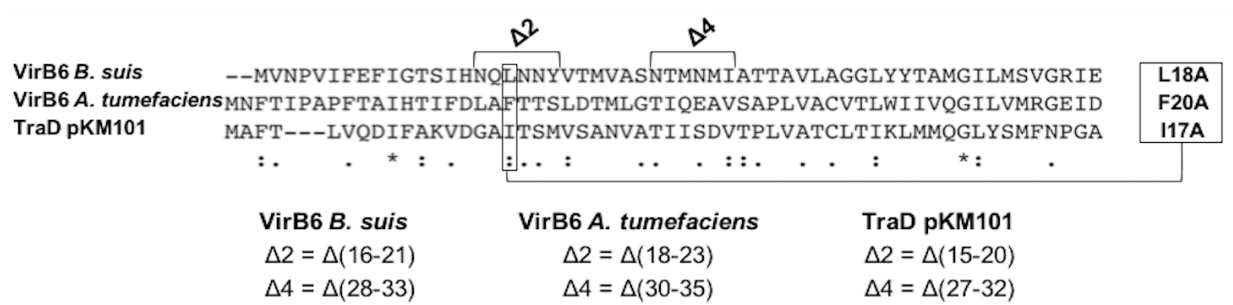 Δ2 Δ4
VirB6 B. suis --MVNPVIFEFIGTSIHNQLNNYVTMVASNTMNMIATTAVLAGGLYYTAMGILMSVGRIE L18A
VirB6 A. tumefaciens MNFTIPAPFTAIHTIFDLAFTTSLDTMLGTIQEAVSAPLVACVTLWIIVQGILVMRGEID F20A
TraD pKM101 MAFT---LVQDIFAKVDGAITSMVSANVATIISDVTPLVATCLTIKLMMQGLYSMFNPGA I17A
:. . * : . :.. : .. . :: . . : *: .
VirB6 B. suis VirB6 A. tumefaciens TraD pKM101
Δ2 = Δ(16-21) Δ2 = Δ(18-23) Δ2 = Δ(15-20)
Δ4 = Δ(28-33) Δ4 = Δ(30-35) Δ4 = Δ(27-32)